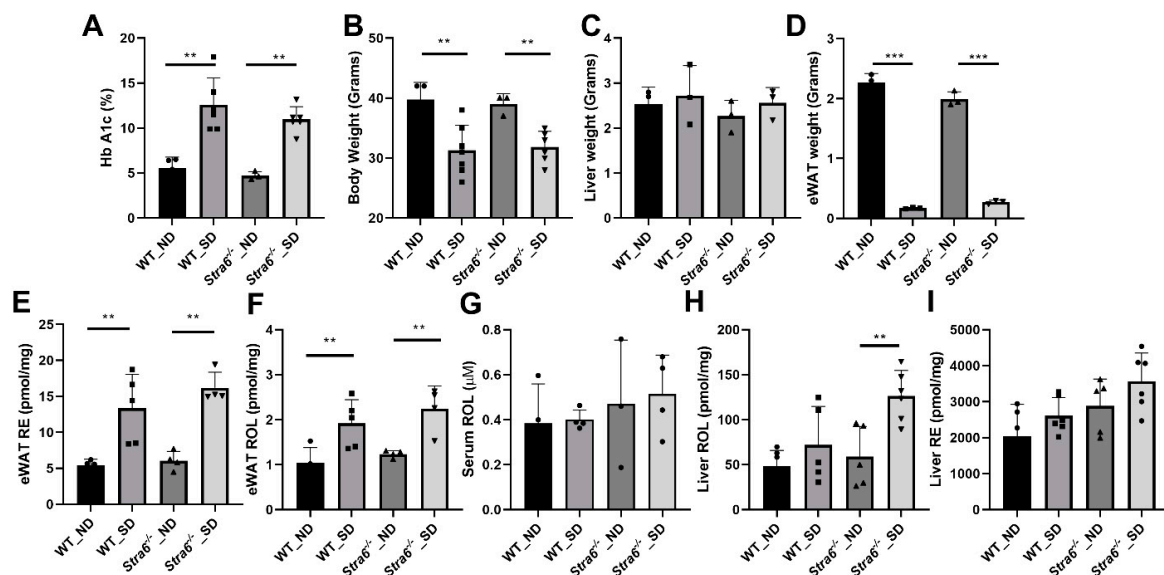 A
Hb A1c (%)
20
15
10
5
0
**
**
WT_ND
WT_SD
Stra6-/-_ND
Stra6-/-_SD
B
Body Weight (Grams)
40
30
20
**
**
WT_ND
WT_SD
Stra6-/-_ND
Stra6-/-_SD
C
Liver weight (Grams)
4
3
2
1
0
WT_ND
WT_SD
Stra6-/-_ND
Stra6-/-_SD
D
eWAT weight (Grams)
3
2
1
0
***
***
WT_ND
WT_SD
Stra6-/-_ND
Stra6-/-_SD
E
eWAT RE (pmol/mg)
25
20
15
10
5
0
**
**
WT_ND
WT_SD
Stra6-/-_ND
Stra6-/-_SD
F
eWAT ROL (pmol/mg)
4
3
2
1
0
**
**
WT_ND
WT_SD
Stra6-/-_ND
Stra6-/-_SD
G
Serum ROL (μM)
0.8
0.6
0.4
0.2
0.0
WT_ND
WT_SD
Stra6-/-_ND
Stra6-/-_SD
H
Liver ROL (pmol/mg)
200
150
100
50
0
**
WT_ND
WT_SD
Stra6-/-_ND
Stra6-/-_SD
I
Liver RE (pmol/mg)
5000
4000
3000
2000
1000
0
WT_ND
WT_SD
Stra6-/-_ND
Stra6-/-_SD